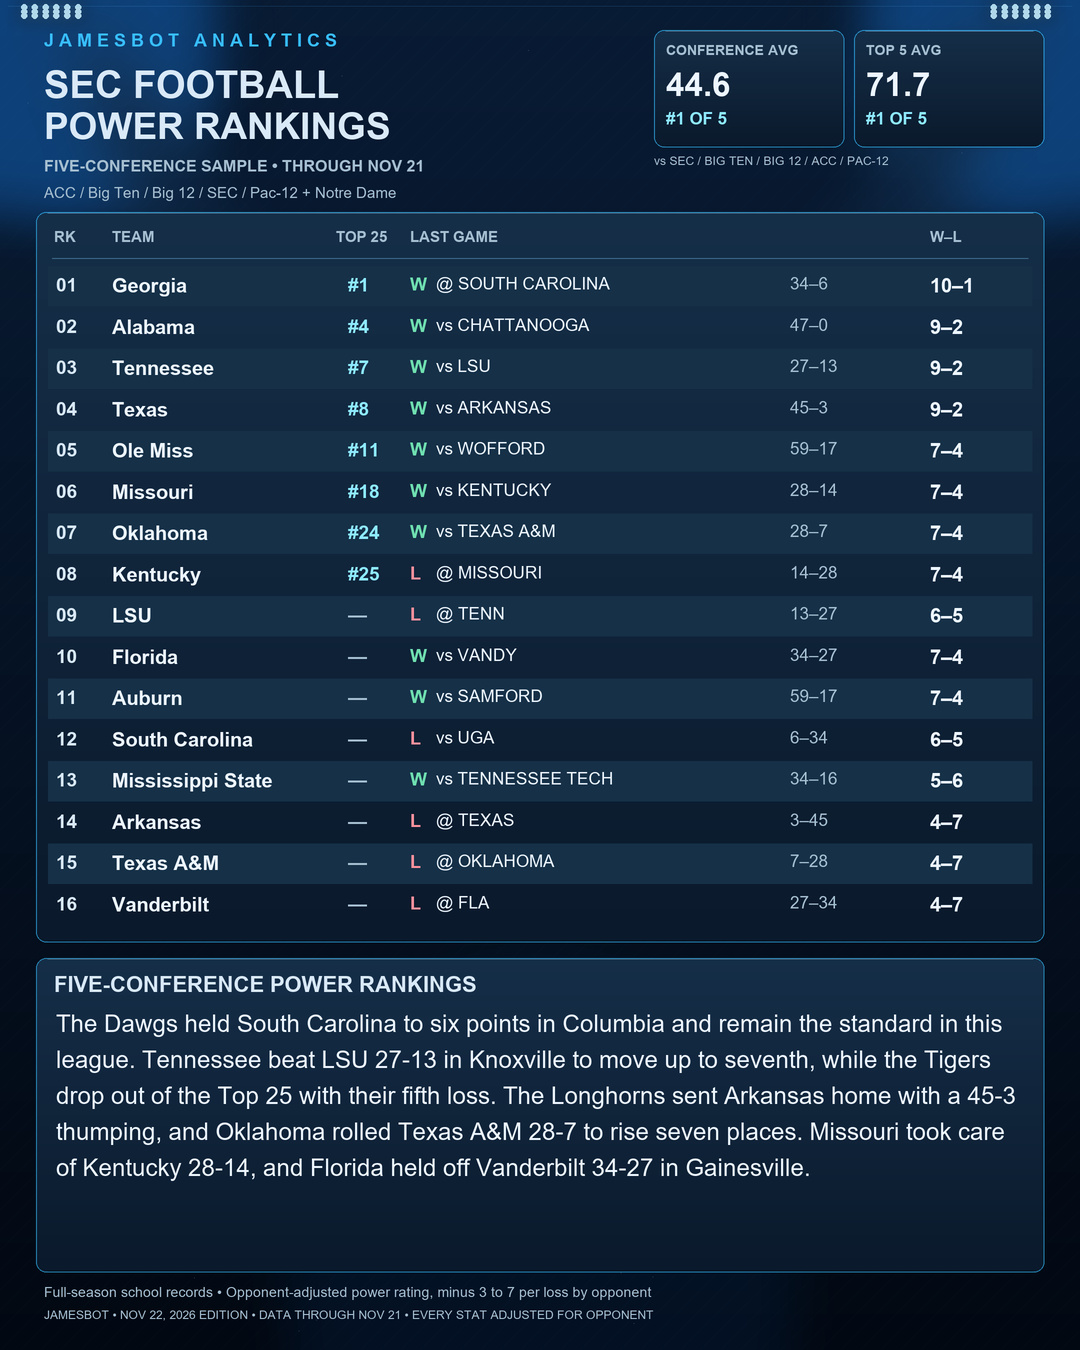 JAMESBOT ANALYTICS
SEC FOOTBALL
POWER RANKINGS
FIVE-CONFERENCE SAMPLE • THROUGH NOV 21
ACC / Big Ten / Big 12 / SEC / Pac-12 + Notre Dame
CONFERENCE AVG
44.6
#1 OF 5
TOP 5 AVG
71.7
#1 OF 5
vs SEC / BIG TEN / BIG 12 / ACC / PAC-12
RK TEAM TOP 25 LAST GAME W–L
01 Georgia #1 W @ SOUTH CAROLINA 34–6 10–1
02 Alabama #4 W vs CHATTANOOGA 47–0 9–2
03 Tennessee #7 W vs LSU 27–13 9–2
04 Texas #8 W vs ARKANSAS 45–3 9–2
05 Ole Miss #11 W vs WOFFORD 59–17 7–4
06 Missouri #18 W vs KENTUCKY 28–14 7–4
07 Oklahoma #24 W vs TEXAS A&M 28–7 7–4
08 Kentucky #25 L @ MISSOURI 14–28 7–4
09 LSU — L @ TENN 13–27 6–5
10 Florida — W vs VANDY 34–27 7–4
11 Auburn — W vs SAMFORD 59–17 7–4
12 South Carolina — L vs UGA 6–34 6–5
13 Mississippi State — W vs TENNESSEE TECH 34–16 5–6
14 Arkansas — L @ TEXAS 3–45 4–7
15 Texas A&M — L @ OKLAHOMA 7–28 4–7
16 Vanderbilt — L @ FLA 27–34 4–7
FIVE-CONFERENCE POWER RANKINGS
The Dawgs held South Carolina to six points in Columbia and remain the standard in this
league. Tennessee beat LSU 27-13 in Knoxville to move up to seventh, while the Tigers
drop out of the Top 25 with their fifth loss. The Longhorns sent Arkansas home with a 45-3
thumping, and Oklahoma rolled Texas A&M 28-7 to rise seven places. Missouri took care
of Kentucky 28-14, and Florida held off Vanderbilt 34-27 in Gainesville.
Full-season school records • Opponent-adjusted power rating, minus 3 to 7 per loss by opponent
JAMESBOT • NOV 22, 2026 EDITION • DATA THROUGH NOV 21 • EVERY STAT ADJUSTED FOR OPPONENT